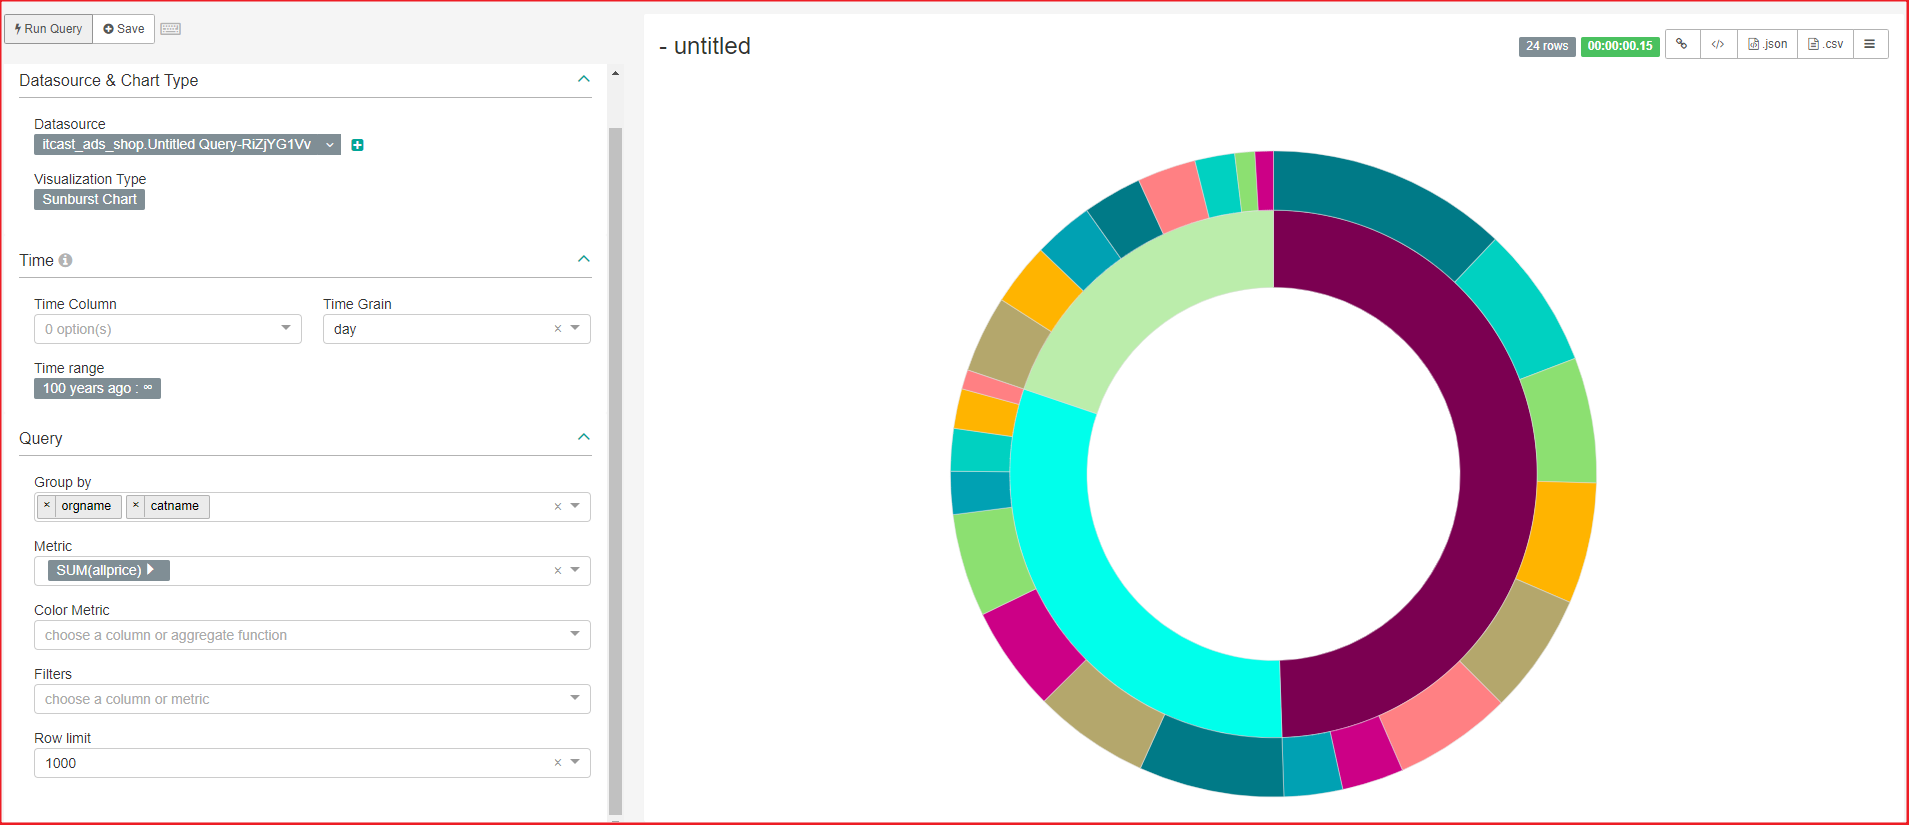 Run Query
Save
- untitled
24 rows
00:00:00.15
</>
.json
.csv
Datasource & Chart Type
Datasource
itcast_ads_shop.Untitled Query-RiZjYG1Vv
Visualization Type
Sunburst Chart
Time
Time Column
Time Grain
0 option(s)
day
×
Time range
100 years ago : ∞
Query
Group by
× orgname × catname ×
Metric
SUM(allprice) ×
Color Metric
choose a column or aggregate function
Filters
choose a column or metric
Row limit
1000 ×